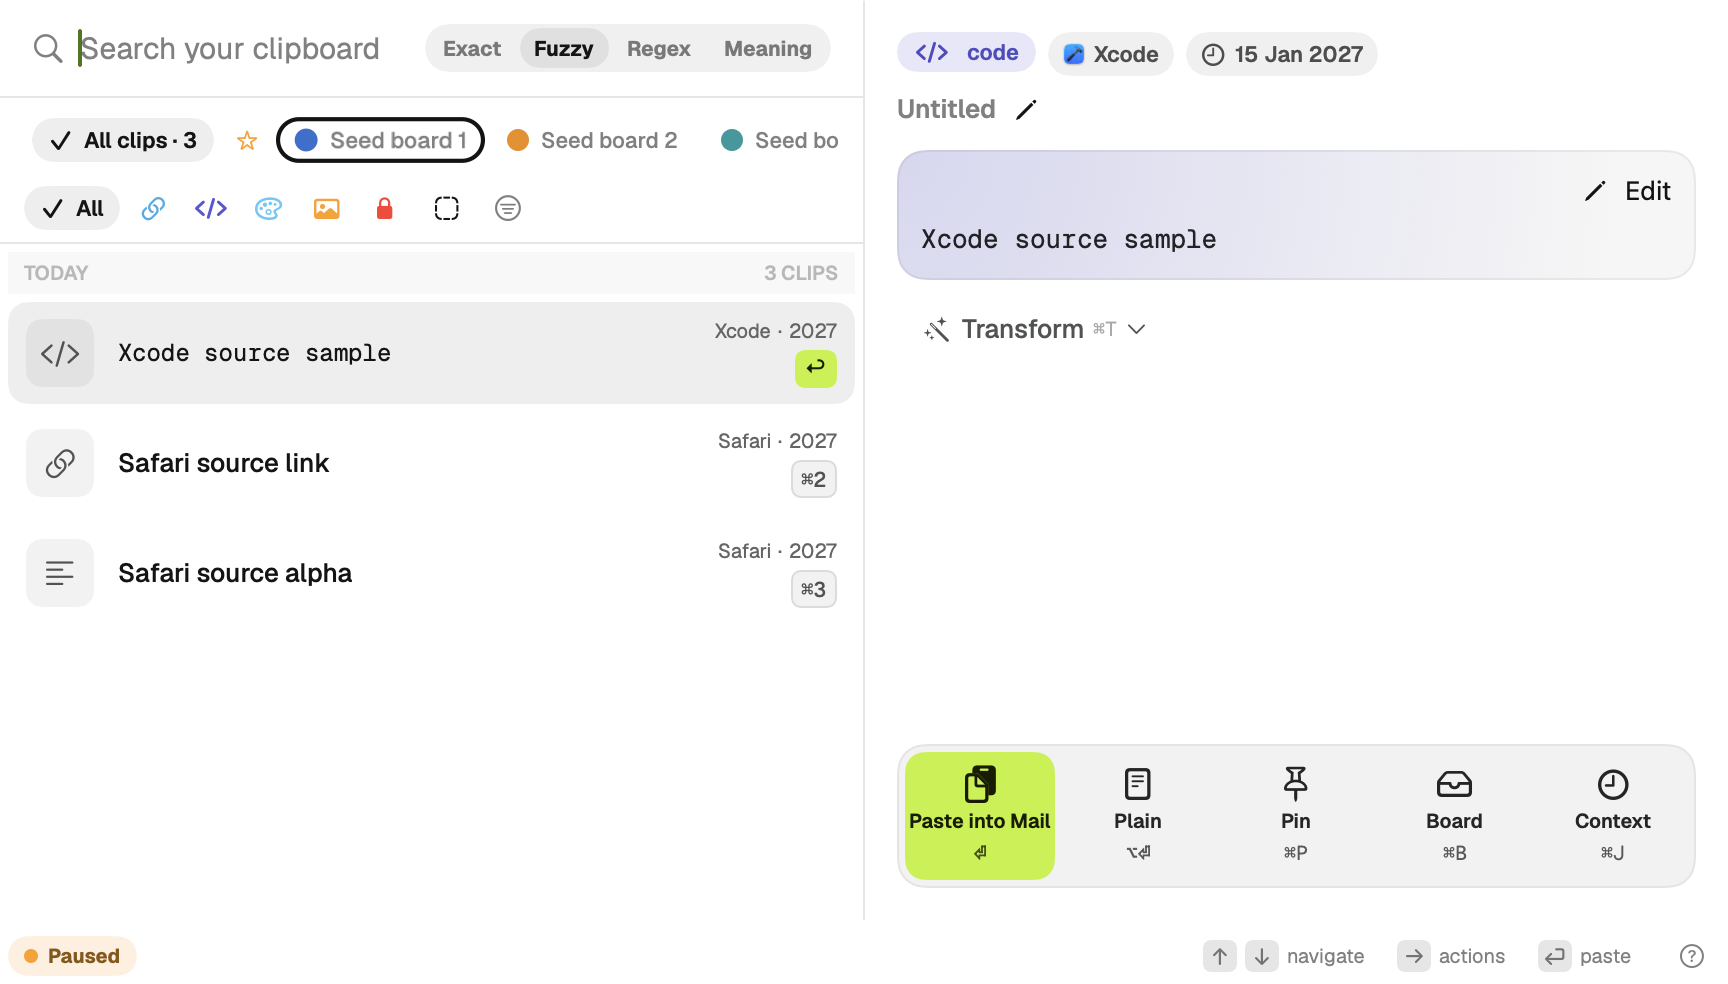 Search your clipboard
Exact Fuzzy Regex Meaning
All clips · 3 Seed board 1 Seed board 2 Seed bo
All
TODAY 3 CLIPS
Xcode source sample Xcode · 2027
Safari source link Safari · 2027
⌘2
Safari source alpha Safari · 2027
⌘3
Paused
</> code Xcode 15 Jan 2027
Untitled
Edit
Xcode source sample
Transform ⌘T
Paste into Mail Plain Pin Board Context
⏎ ⌥⏎ ⌘P ⌘B ⌘J
↑ ↓ navigate → actions ↩ paste ?